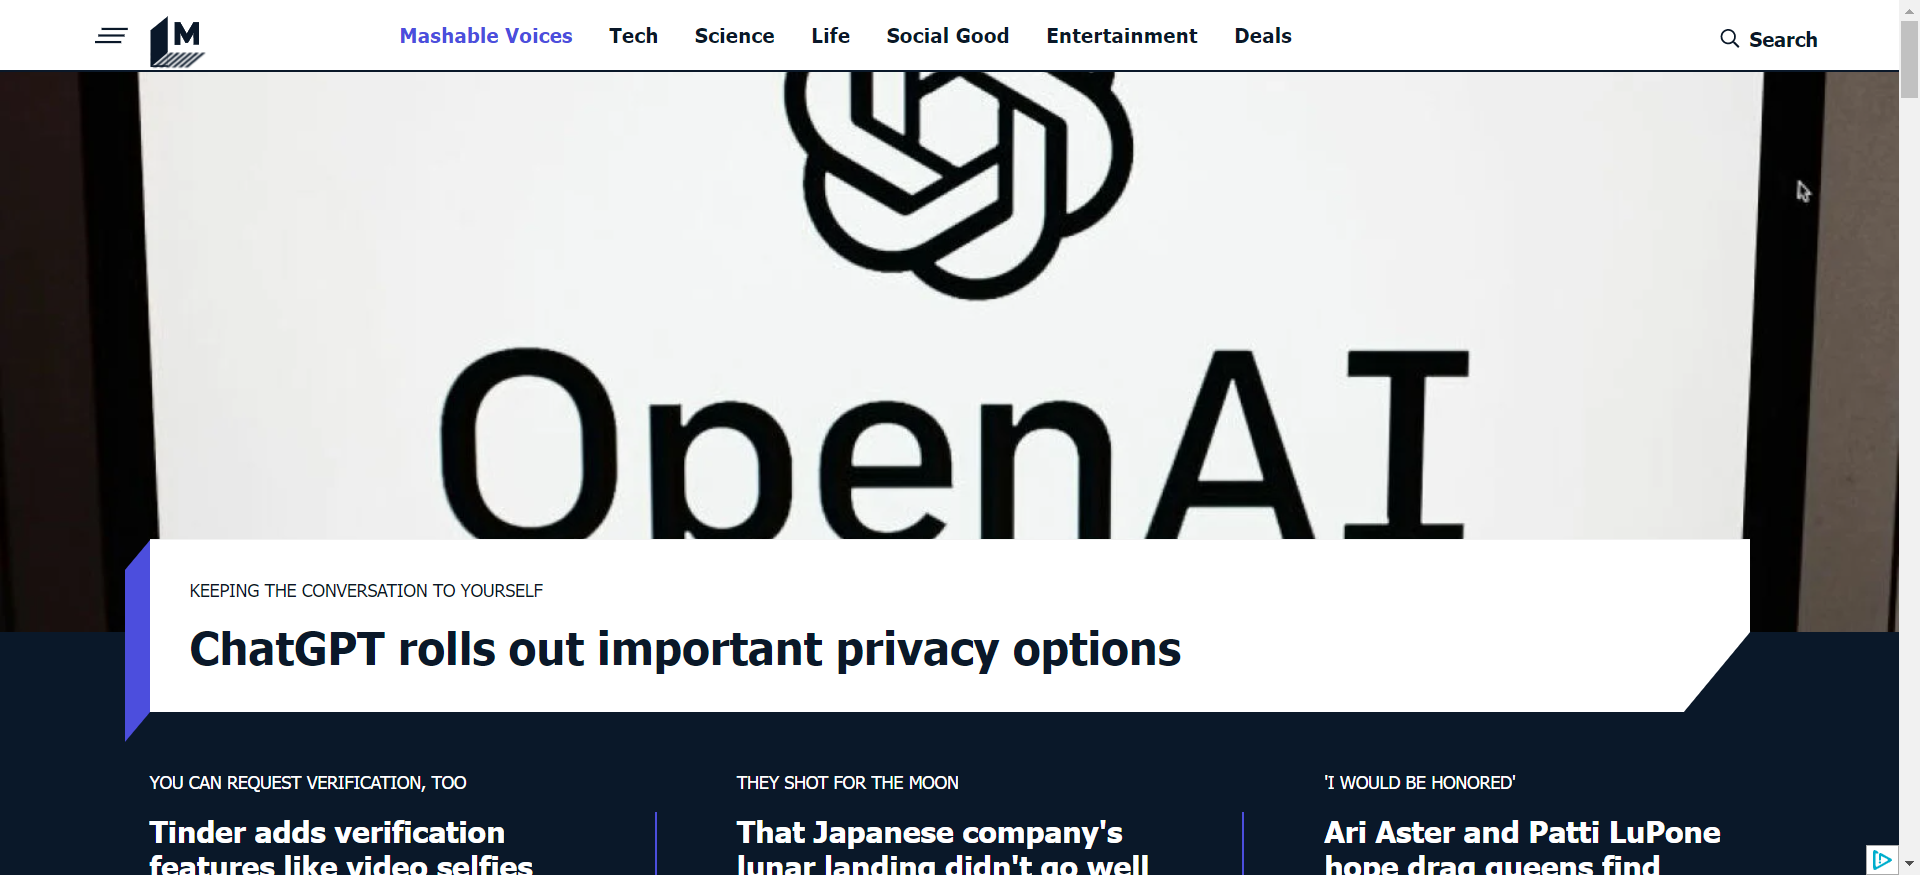 M
Mashable Voices Tech Science Life Social Good Entertainment Deals Search
OpenAI
KEEPING THE CONVERSATION TO YOURSELF
ChatGPT rolls out important privacy options
YOU CAN REQUEST VERIFICATION, TOO
Tinder adds verification
features like video selfies
THEY SHOT FOR THE MOON
That Japanese company's
lunar landing didn't go well
'I WOULD BE HONORED'
Ari Aster and Patti LuPone
hope drag queens find